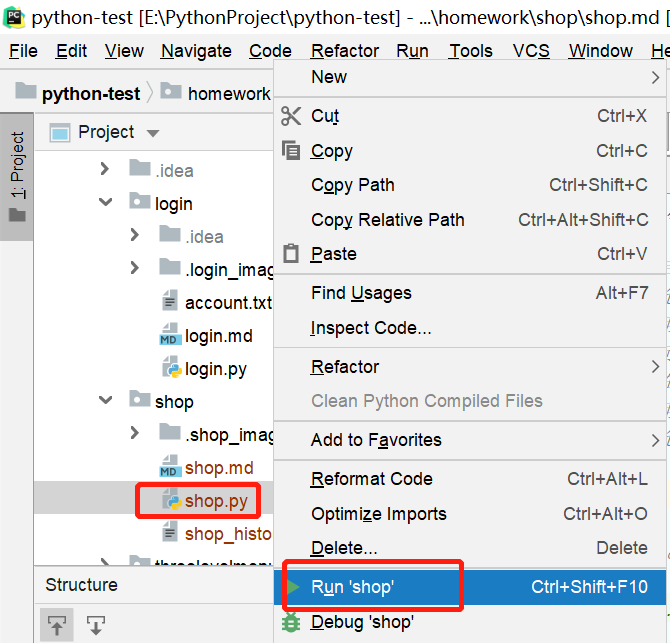 python-test [E:\PythonProject\python-test] - ...\homework\shop\shop.md [
File Edit View Navigate Code Refactor Run Tools VCS Window
python-test homework
1: Project
Project
.idea
login
.idea
.login_imag
account.txt
login.md
login.py
shop
.shop_imag
shop.md
shop.py
shop_histo
threelevelmenu
Structure
New
Cut Ctrl+X
Copy Ctrl+C
Copy Path Ctrl+Shift+C
Copy Relative Path Ctrl+Alt+Shift+C
Paste Ctrl+V
Find Usages Alt+F7
Inspect Code...
Refactor
Clean Python Compiled Files
Add to Favorites
Reformat Code Ctrl+Alt+L
Optimize Imports Ctrl+Alt+O
Delete... Delete
Run 'shop' Ctrl+Shift+F10
Debug 'shop'